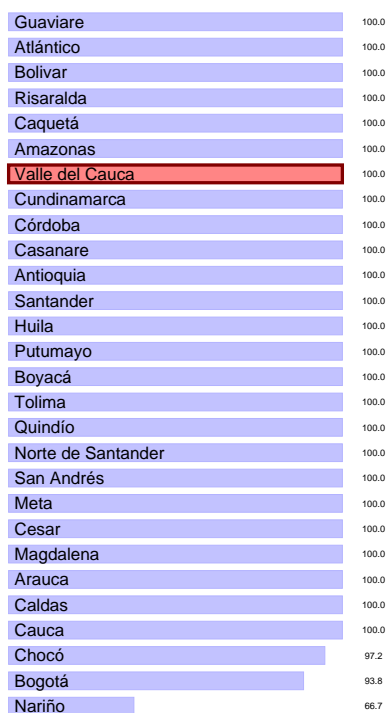 Guaviare 100.0
Atlántico 100.0
Bolivar 100.0
Risaralda 100.0
Caquetá 100.0
Amazonas 100.0
Valle del Cauca 100.0
Cundinamarca 100.0
Córdoba 100.0
Casanare 100.0
Antioquia 100.0
Santander 100.0
Huila 100.0
Putumayo 100.0
Boyacá 100.0
Tolima 100.0
Quindío 100.0
Norte de Santander 100.0
San Andrés 100.0
Meta 100.0
Cesar 100.0
Magdalena 100.0
Arauca 100.0
Caldas 100.0
Cauca 100.0
Chocó 97.2
Bogotá 93.8
Nariño 66.7